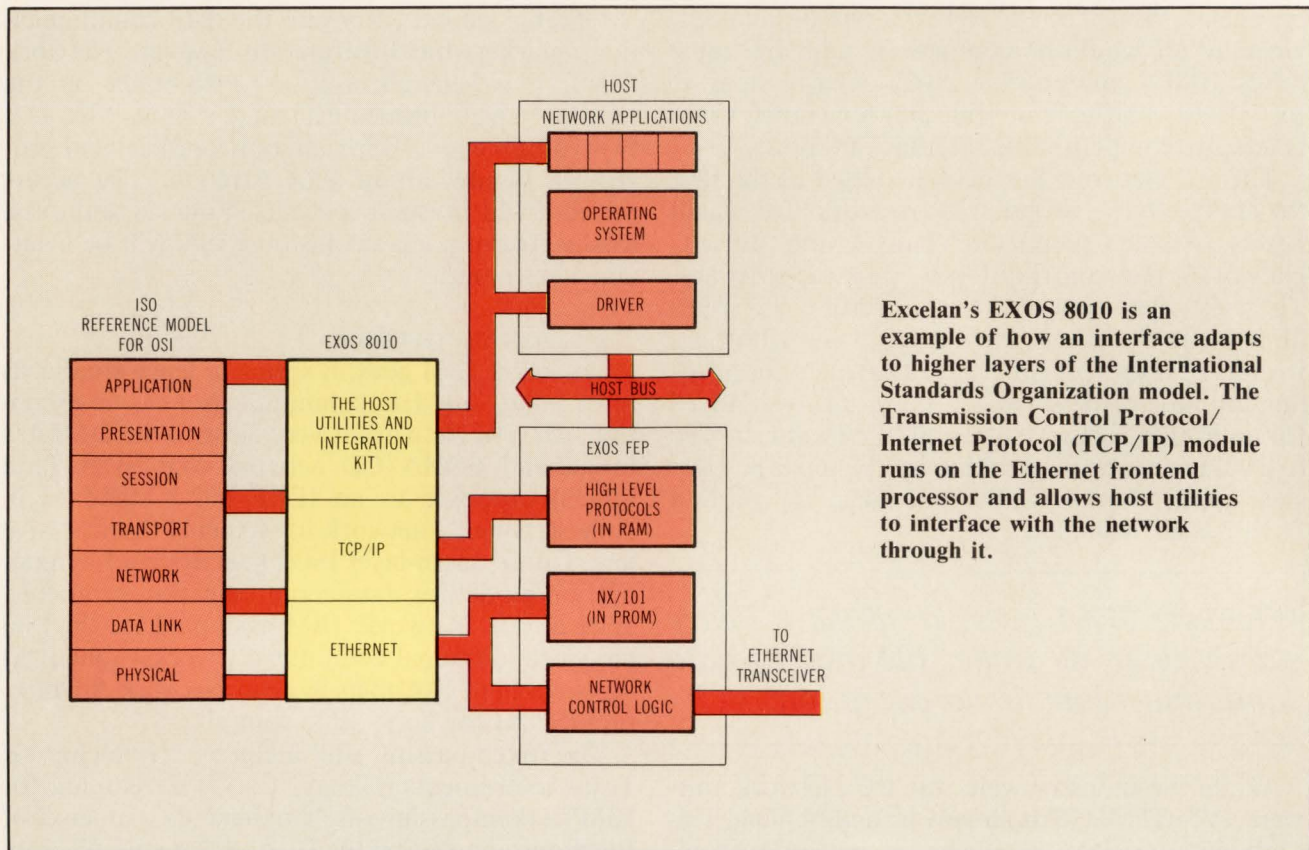 ISO
REFERENCE MODEL
FOR OSI
APPLICATION
PRESENTATION
SESSION
TRANSPORT
NETWORK
DATA LINK
PHYSICAL
EXOS 8010
THE HOST
UTILITIES AND
INTEGRATION
KIT
TCP/IP
ETHERNET
HOST
NETWORK APPLICATIONS
OPERATING
SYSTEM
DRIVER
HOST BUS
EXOS FEP
HIGH LEVEL
PROTOCOLS
(IN RAM)
NX/101
(IN PROM)
NETWORK
CONTROL LOGIC
TO
ETHERNET
TRANSCEIVER
Excelan's EXOS 8010 is an
example of how an interface adapts
to higher layers of the International
Standards Organization model. The
Transmission Control Protocol/
Internet Protocol (TCP/IP) module
runs on the Ethernet frontend
processor and allows host utilities
to interface with the network
through it.